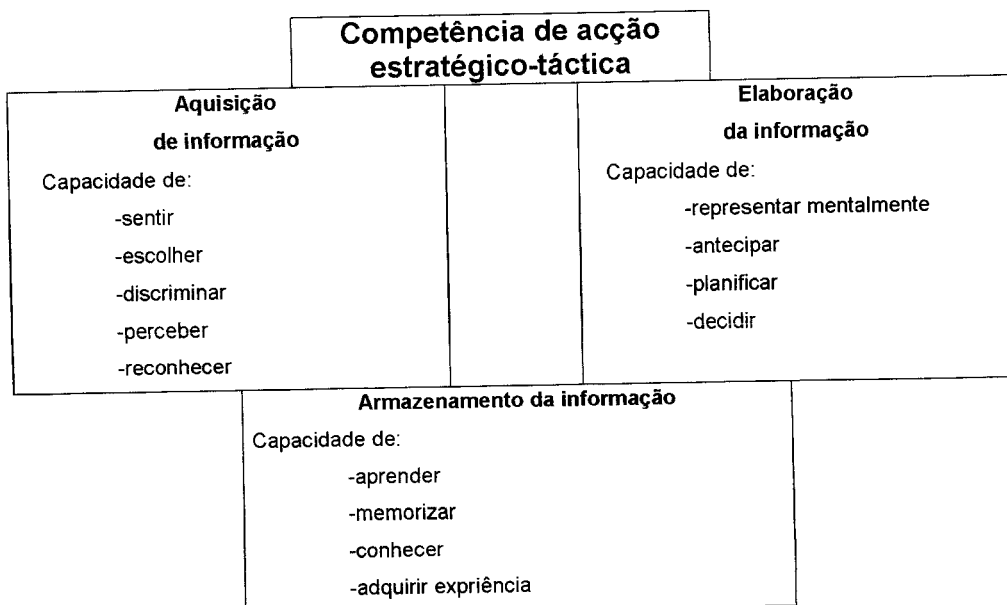 Competência de acção
estratégico-táctica
Aquisição
de informação
Capacidade de:
-sentir
-escolher
-discriminar
-perceber
-reconhecer
Elaboração
da informação
Capacidade de:
-representar mentalmente
-antecipar
-planificar
-decidir
Armazenamento da informação
Capacidade de:
-aprender
-memorizar
-conhecer
-adquirir expriência